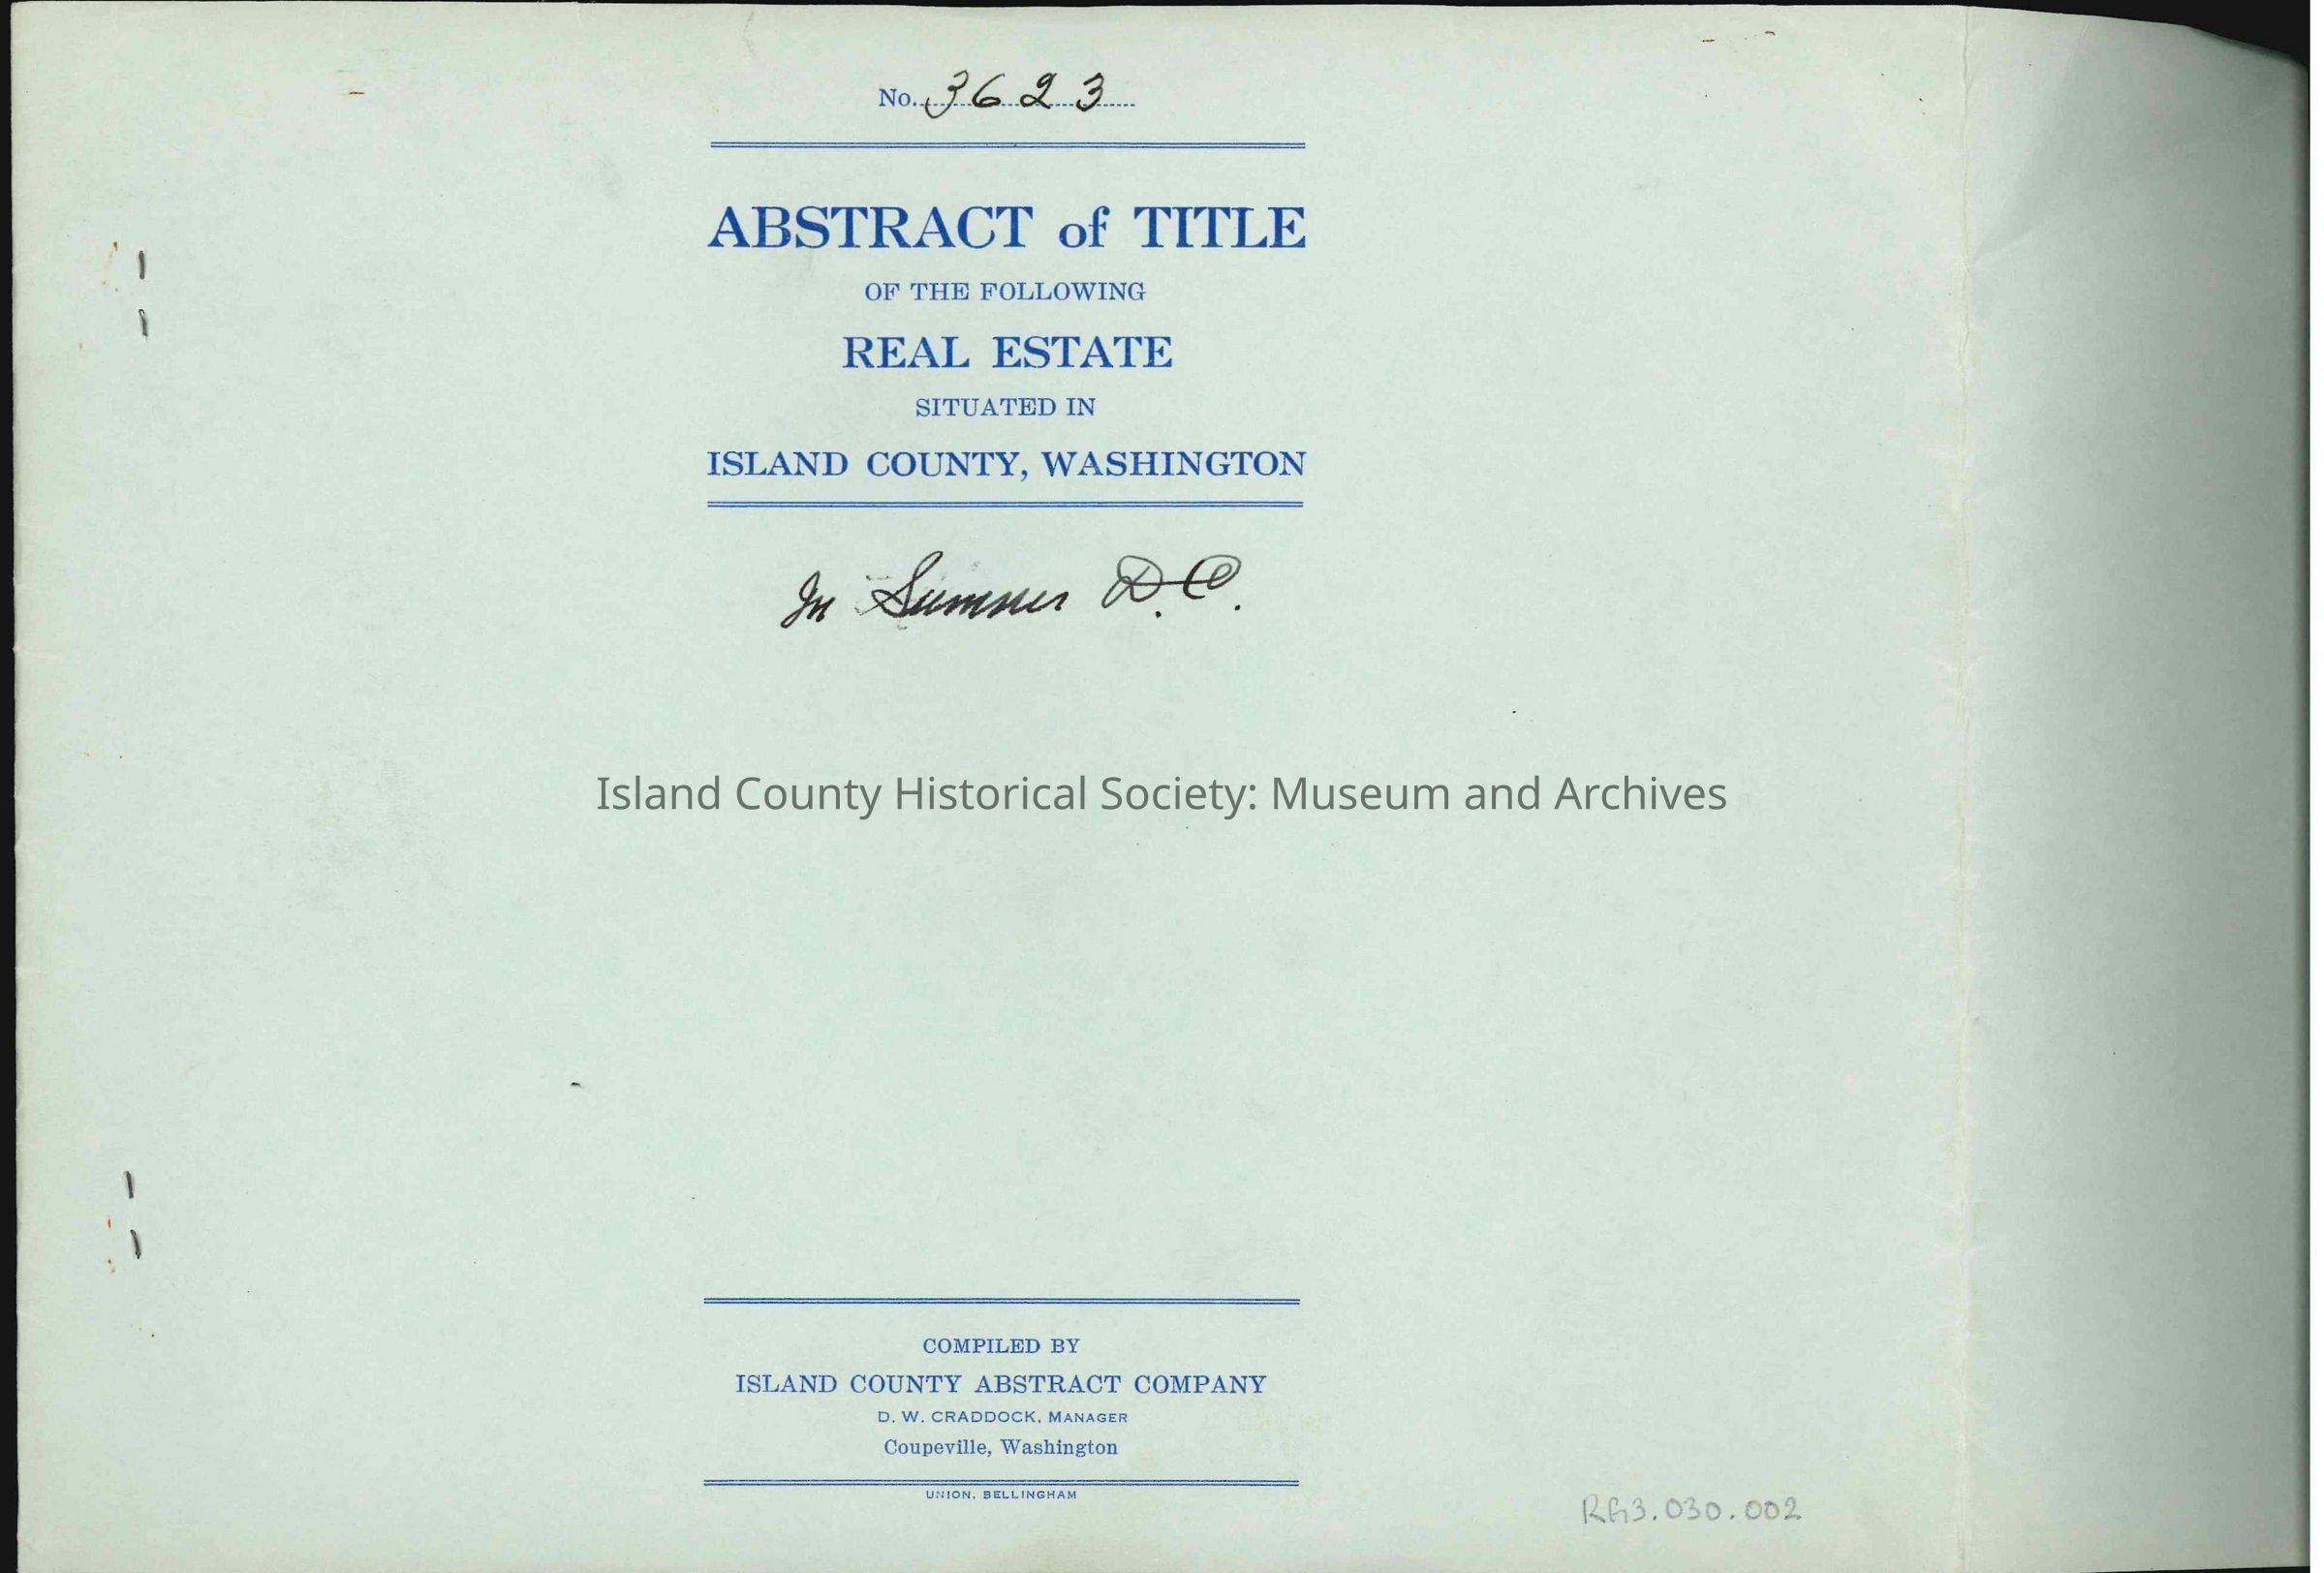 No. 3623
ABSTRACT of TITLE
OF THE FOLLOWING
REAL ESTATE
SITUATED IN
ISLAND COUNTY, WASHINGTON
In Sumner D.C.
Island County Historical Society: Museum and Archives
COMPILED BY
ISLAND COUNTY ABSTRACT COMPANY
D. W. CRADDOCK, MANAGER
Coupeville, Washington
UNION, BELLINGHAM
RG3.030.002